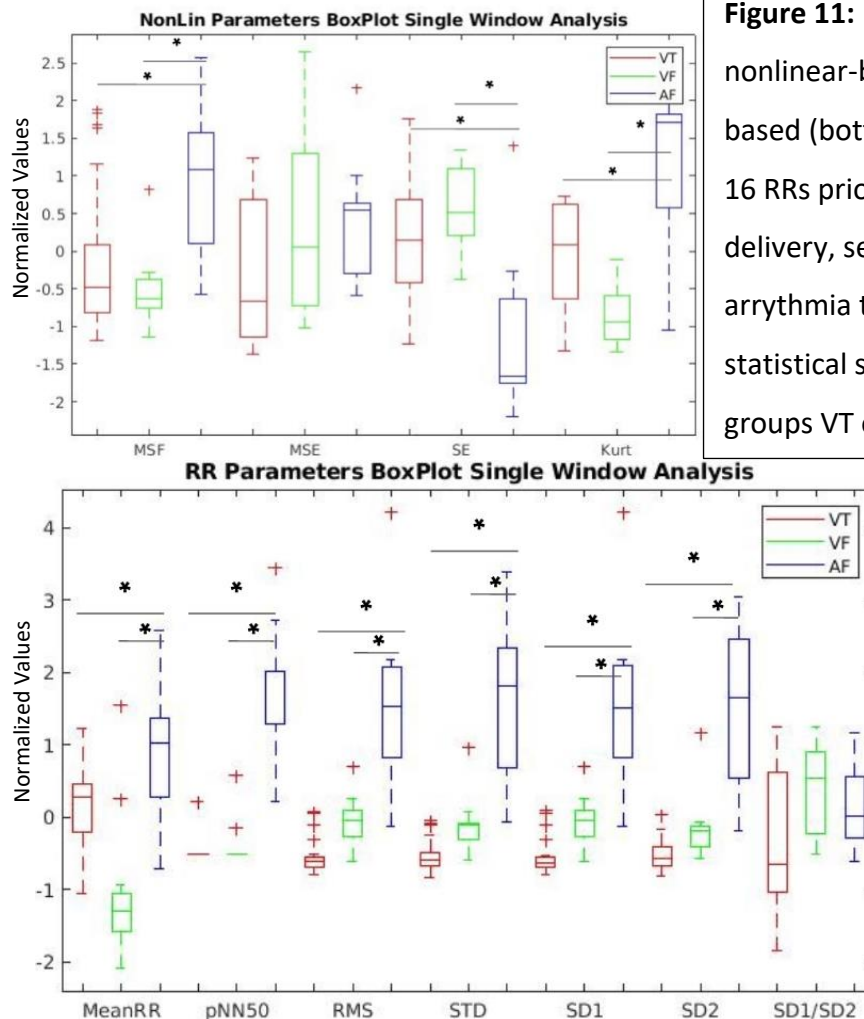 NonLin Parameters BoxPlot Single Window Analysis
Normalized Values
2.5
2
1.5
1
0.5
0
-0.5
-1
-1.5
-2
* * * * * *
VT
VF
AF
MSF MSE SE Kurt
Figure 11:
nonlinear-b
based (bot
16 RRs prio
delivery, se
arrythmia t
statistical s
groups VT
RR Parameters BoxPlot Single Window Analysis
Normalized Values
4
3
2
1
0
-1
-2
* * * * * * * * * * * *
VT
VF
AF
MeanRR pNN50 RMS STD SD1 SD2 SD1/SD2